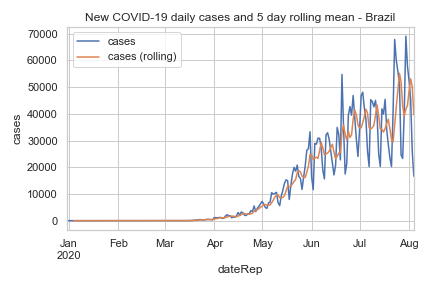 New COVID-19 daily cases and 5 day rolling mean - Brazil
cases
cases (rolling)
70000
60000
50000
40000
30000
20000
10000
0
cases
Jan Feb Mar Apr May Jun Jul Aug
2020
dateRep